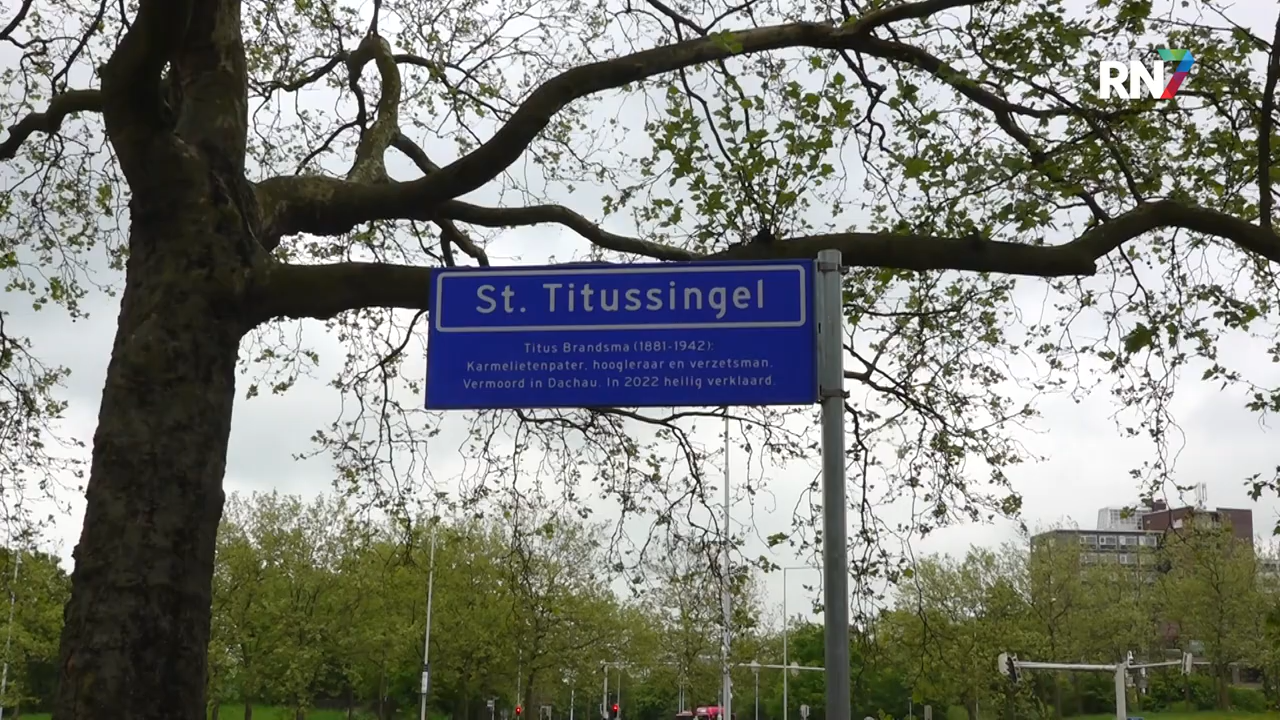 RN7
St. Titussingel
Titus Brandsma (1881-1942):
Karmelietenpater, hoogleraar en verzetsman.
Vermoord in Dachau. In 2022 heilig verklaard.